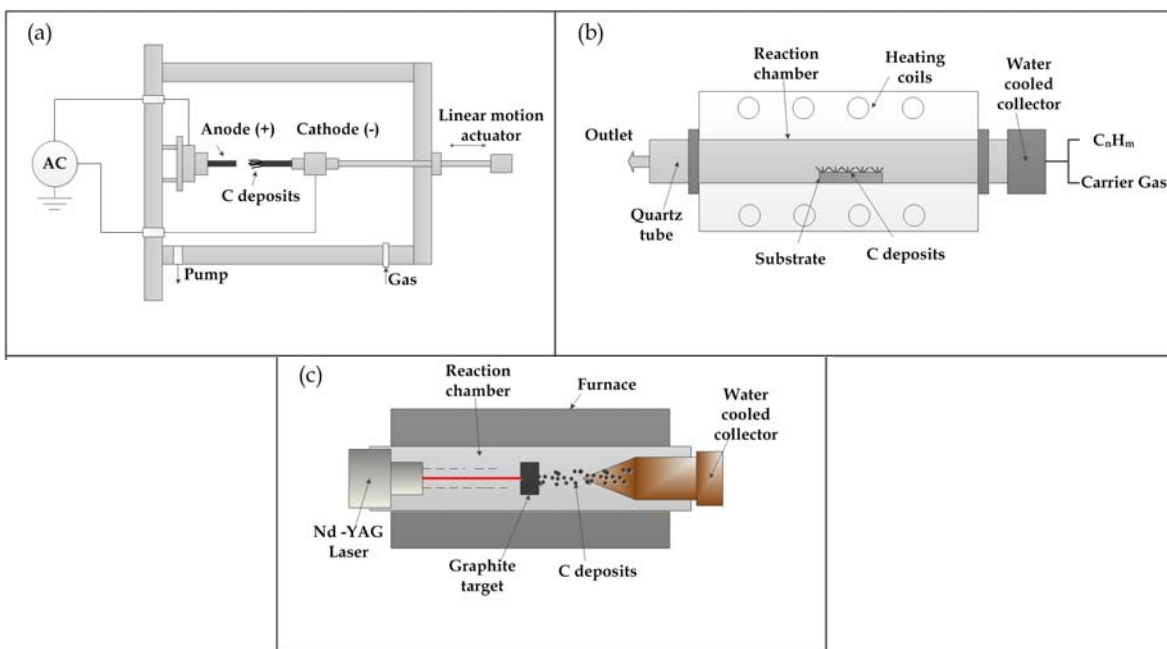 (a)
Anode (+)
Cathode (-)
Linear motion
actuator
AC
C deposits
Pump
Gas
(b)
Reaction
chamber
Heating
coils
Water
cooled
collector
Outlet
CₙHₘ
Carrier Gas
Quartz
tube
Substrate
C deposits
(c)
Reaction
chamber
Furnace
Water
cooled
collector
Nd -YAG
Laser
Graphite
target
C deposits